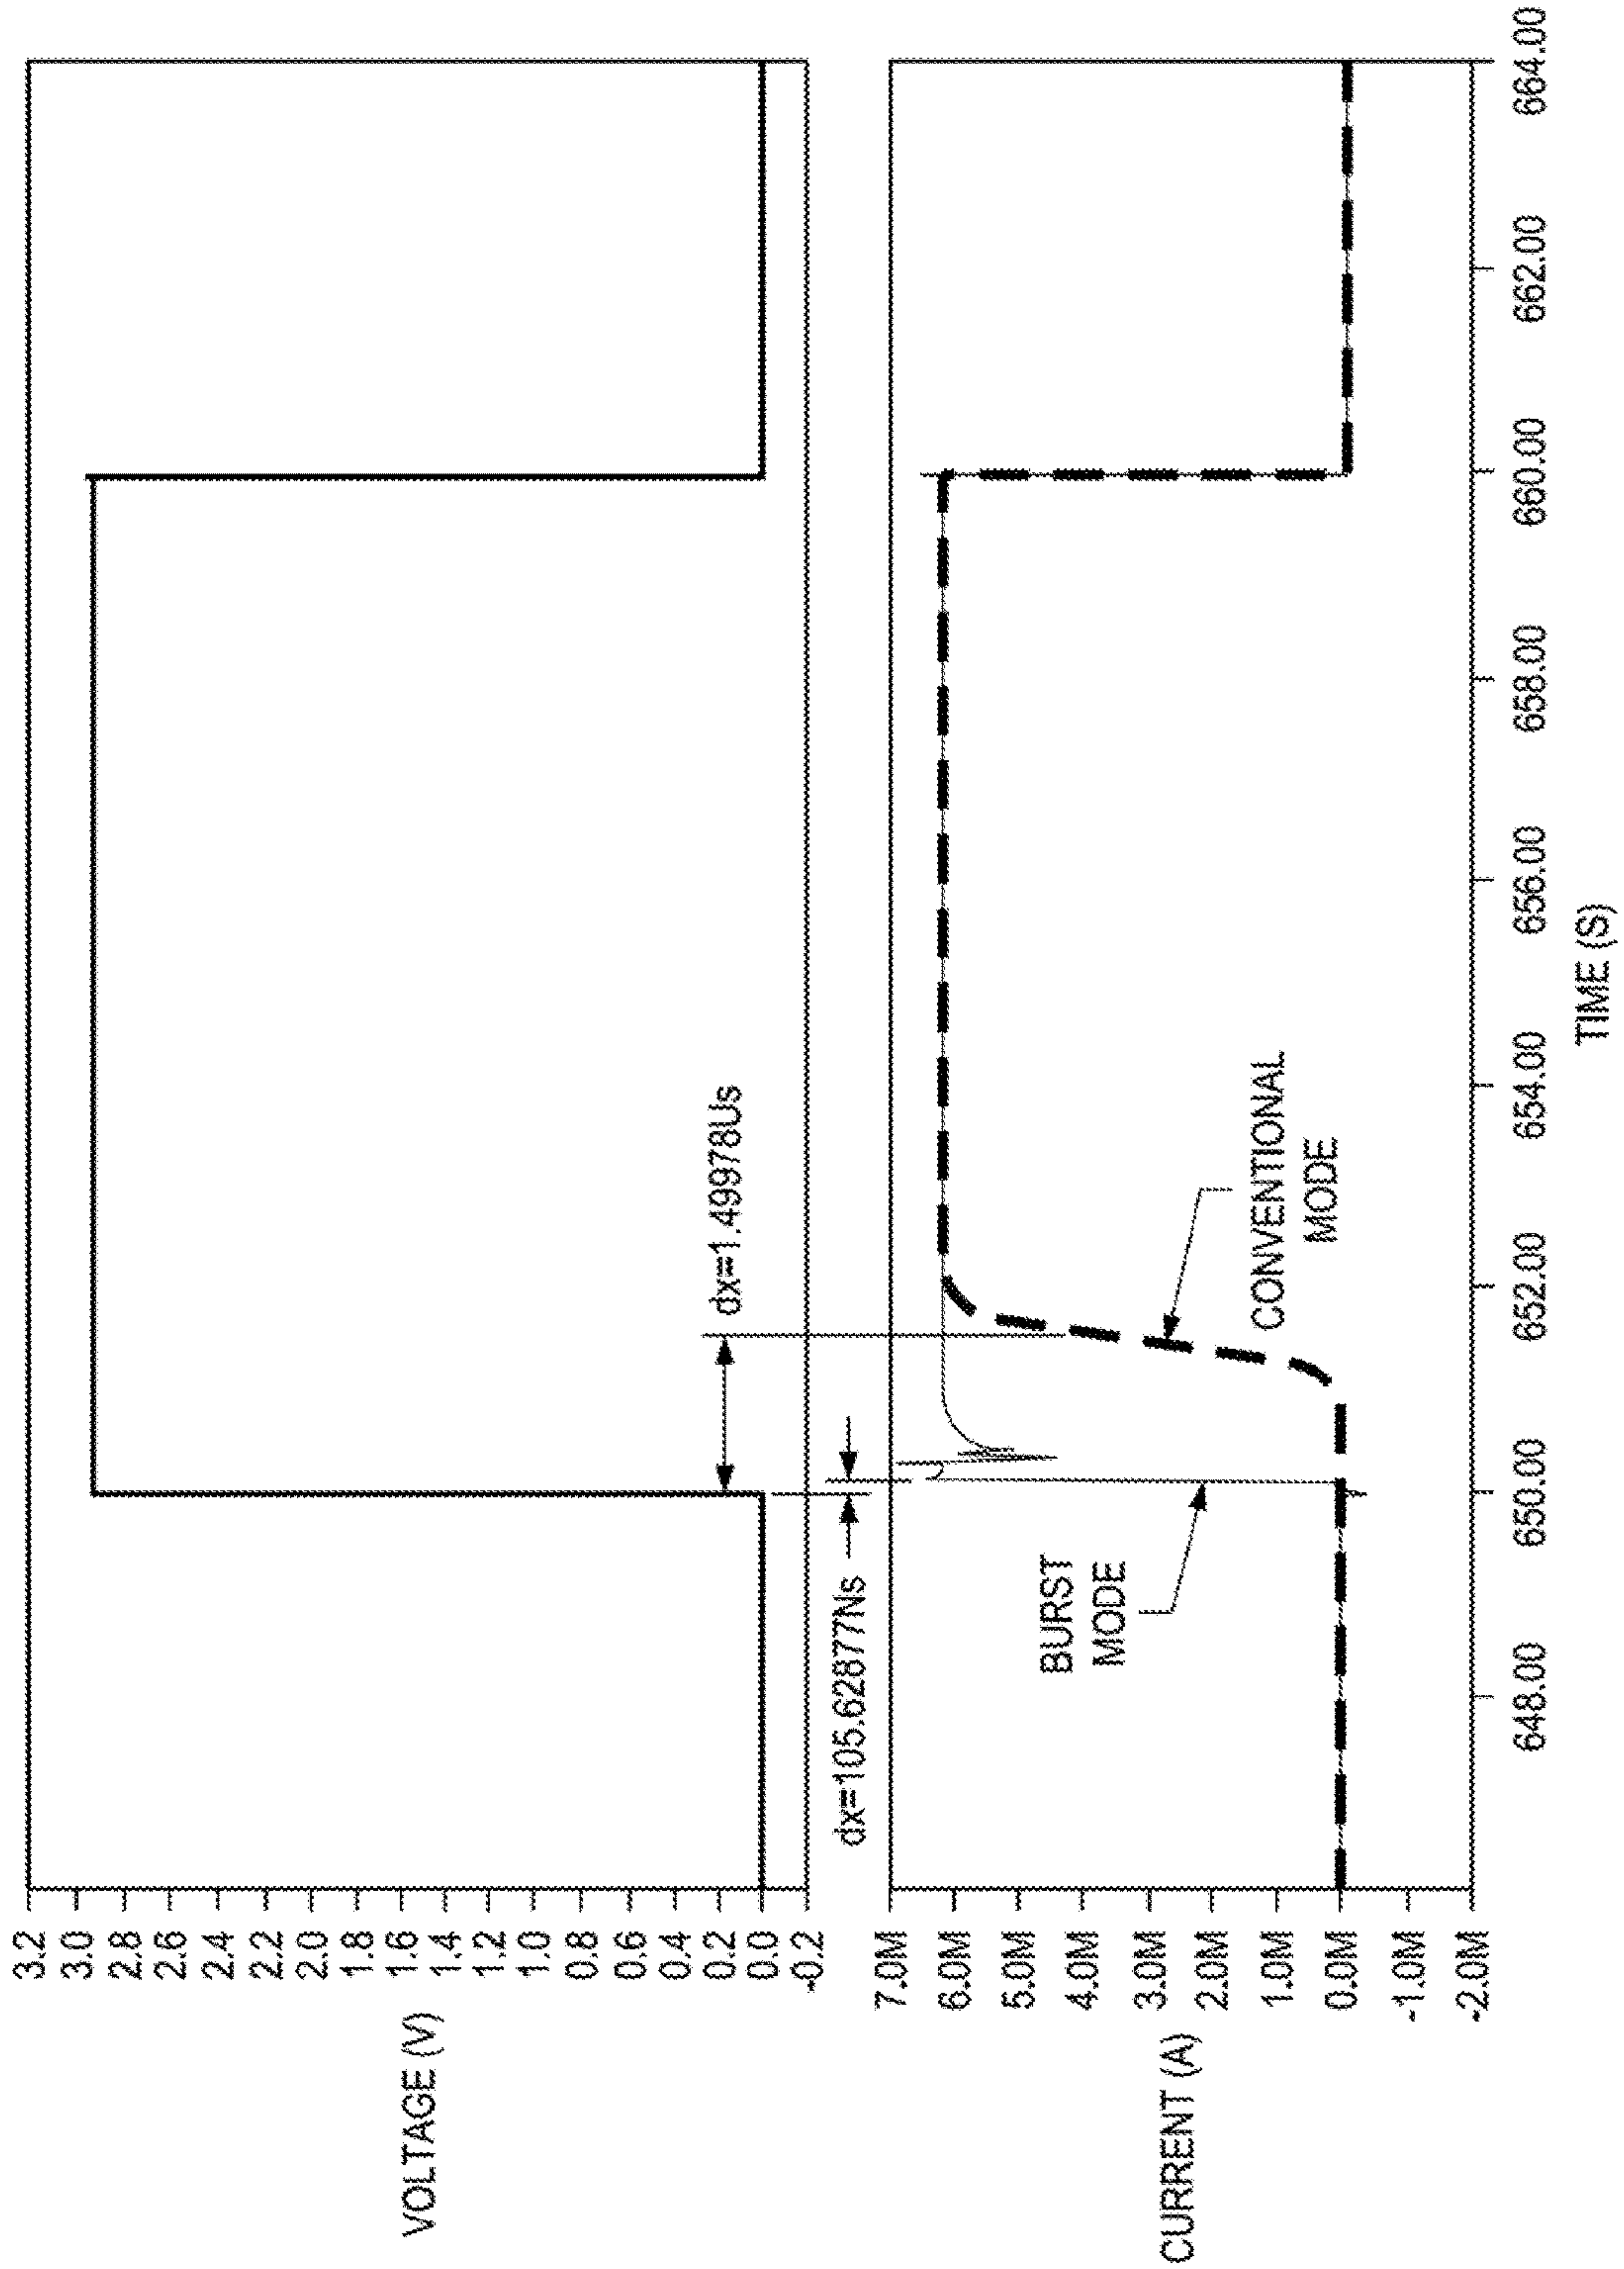 VOLTAGE (V)
3.2
3.0
2.8
2.6
2.4
2.2
2.0
1.8
1.6
1.4
1.2
1.0
0.8
0.6
0.4
0.2
0.0
-0.2
dx=1.49978Us
dx=105.62877Ns
CURRENT (A)
7.0M
6.0M
5.0M
4.0M
3.0M
2.0M
1.0M
0.0M
-1.0M
-2.0M
BURST
MODE
CONVENTIONAL
MODE
648.00
650.00
652.00
654.00
656.00
658.00
660.00
662.00
664.00
TIME (S)